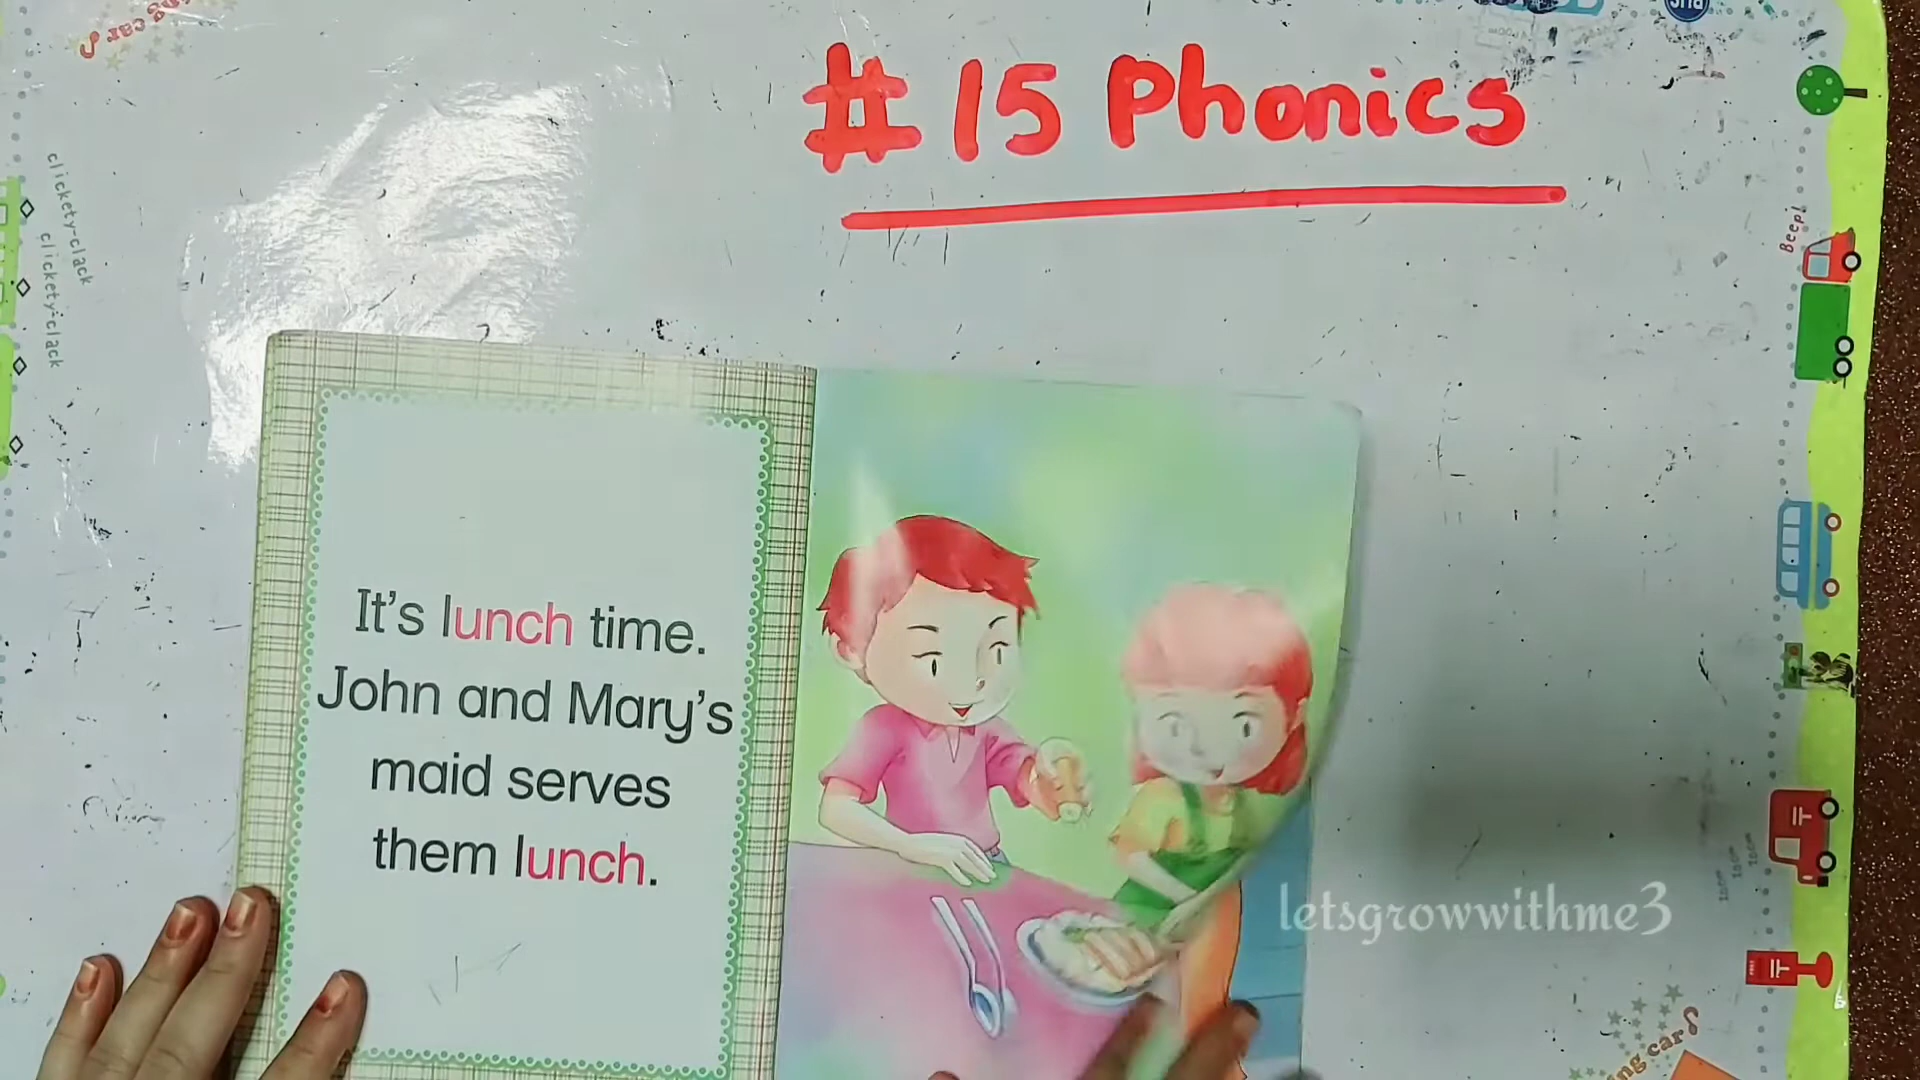 # 15 Phonics
clickety-clack
clickety-clack
Beep!
It's lunch time.
John and Mary's
maid serves
them lunch.
letsgrowwithme3